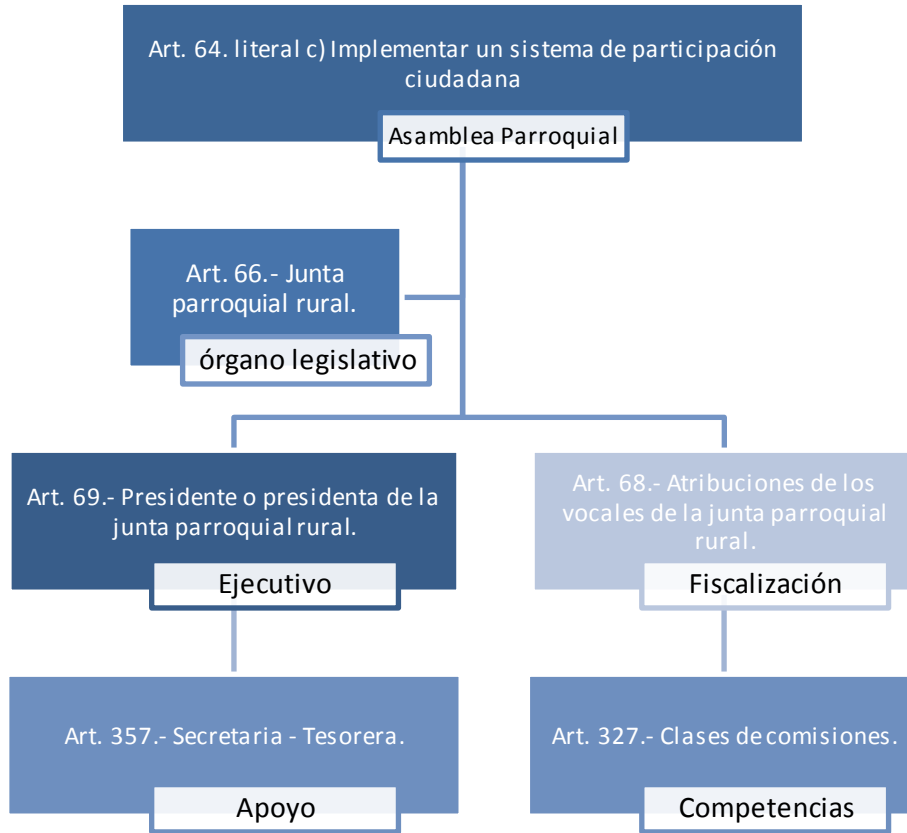 Art. 64. literal c) Implementar un sistema de participación
ciudadana
Asamblea Parroquial
Art. 66.- Junta
parroquial rural.
órgano legislativo
Art. 69.- Presidente o presidenta de la
junta parroquial rural.
Ejecutivo
Art. 68.- Atribuciones de los
vocales de la junta parroquial
rural.
Fiscalización
Art. 357.- Secretaria - Tesorera.
Apoyo
Art. 327.- Clases de comisiones.
Competencias